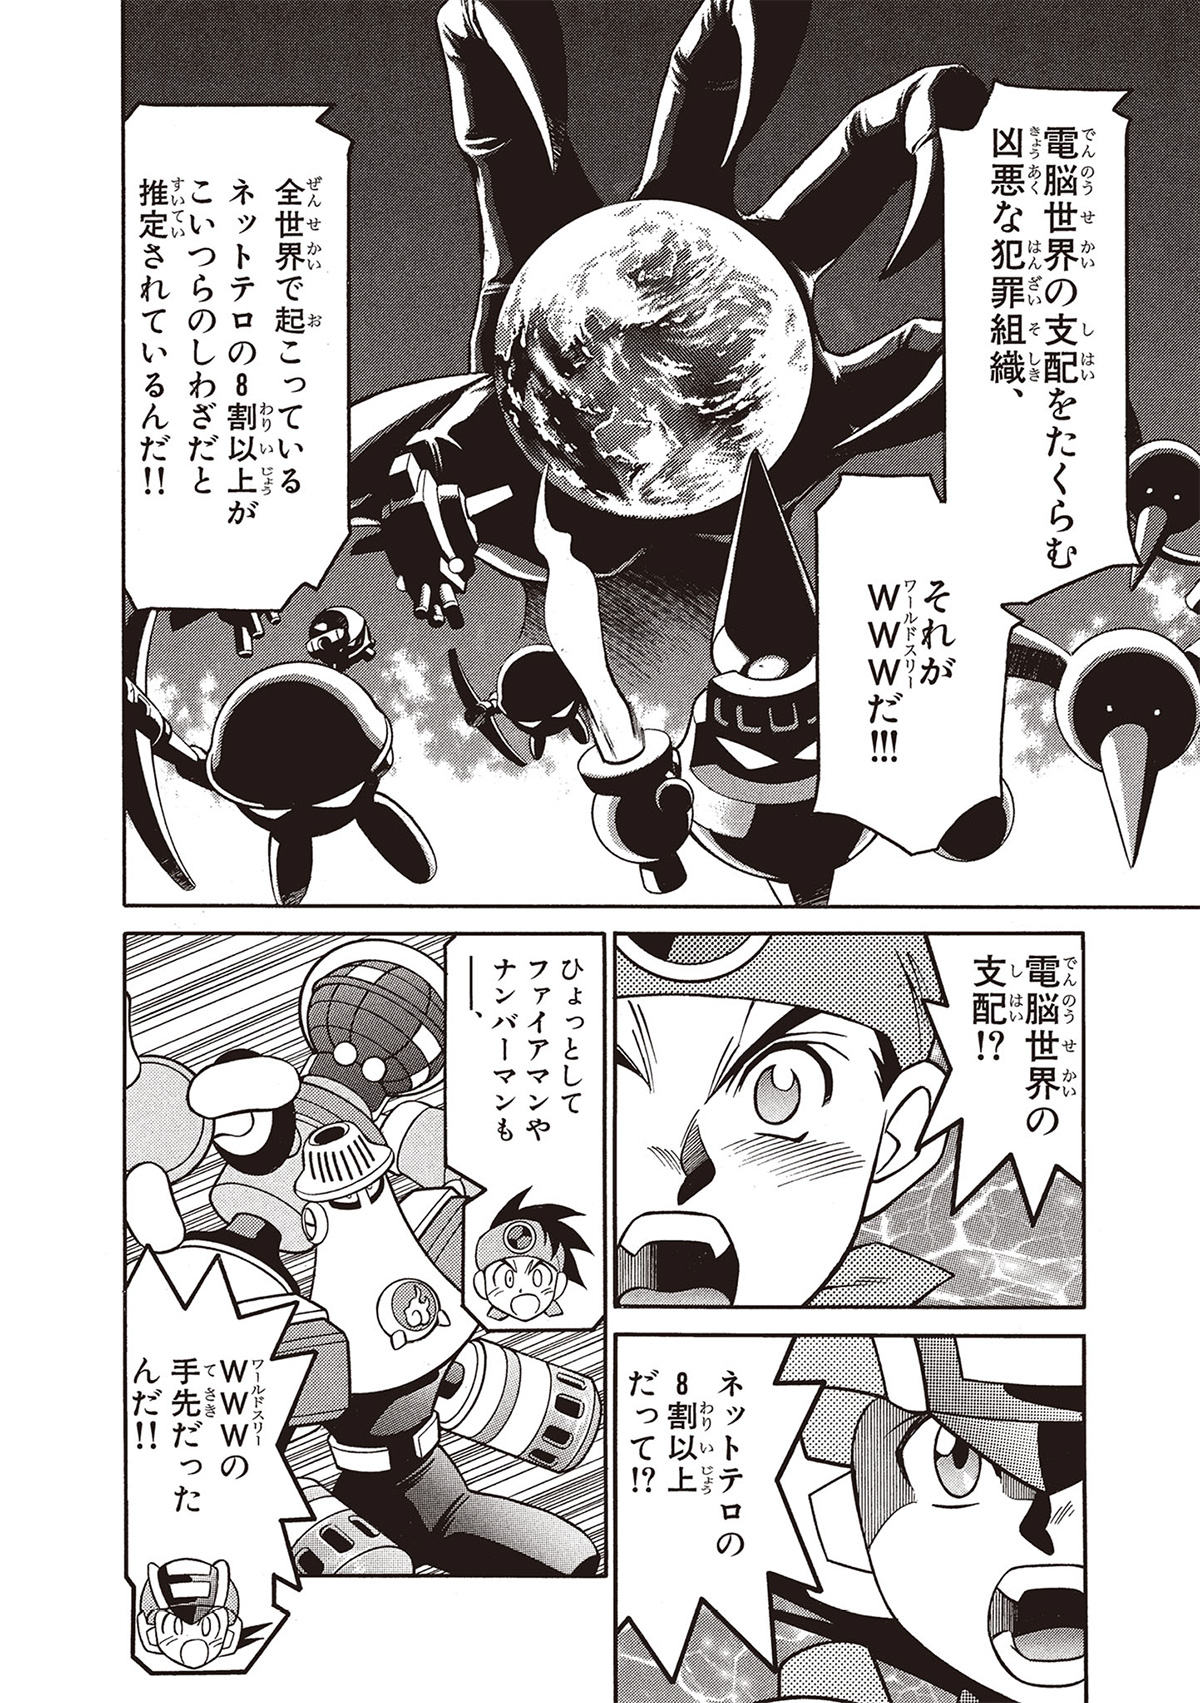 電脳世界の支配をたくらむ
凶悪な犯罪組織、
それが
WWWだ!!!
全世界で起こっている
ネットテロの8割以上が
こいつらのしわざだと
推定されているんだ!!
電脳世界の
支配!?
ネットテロの
8割以上
だって!?
ひょっとして
ファイアマンや
ナンバーマンも
――、
WWWの
手先だった
んだ!!